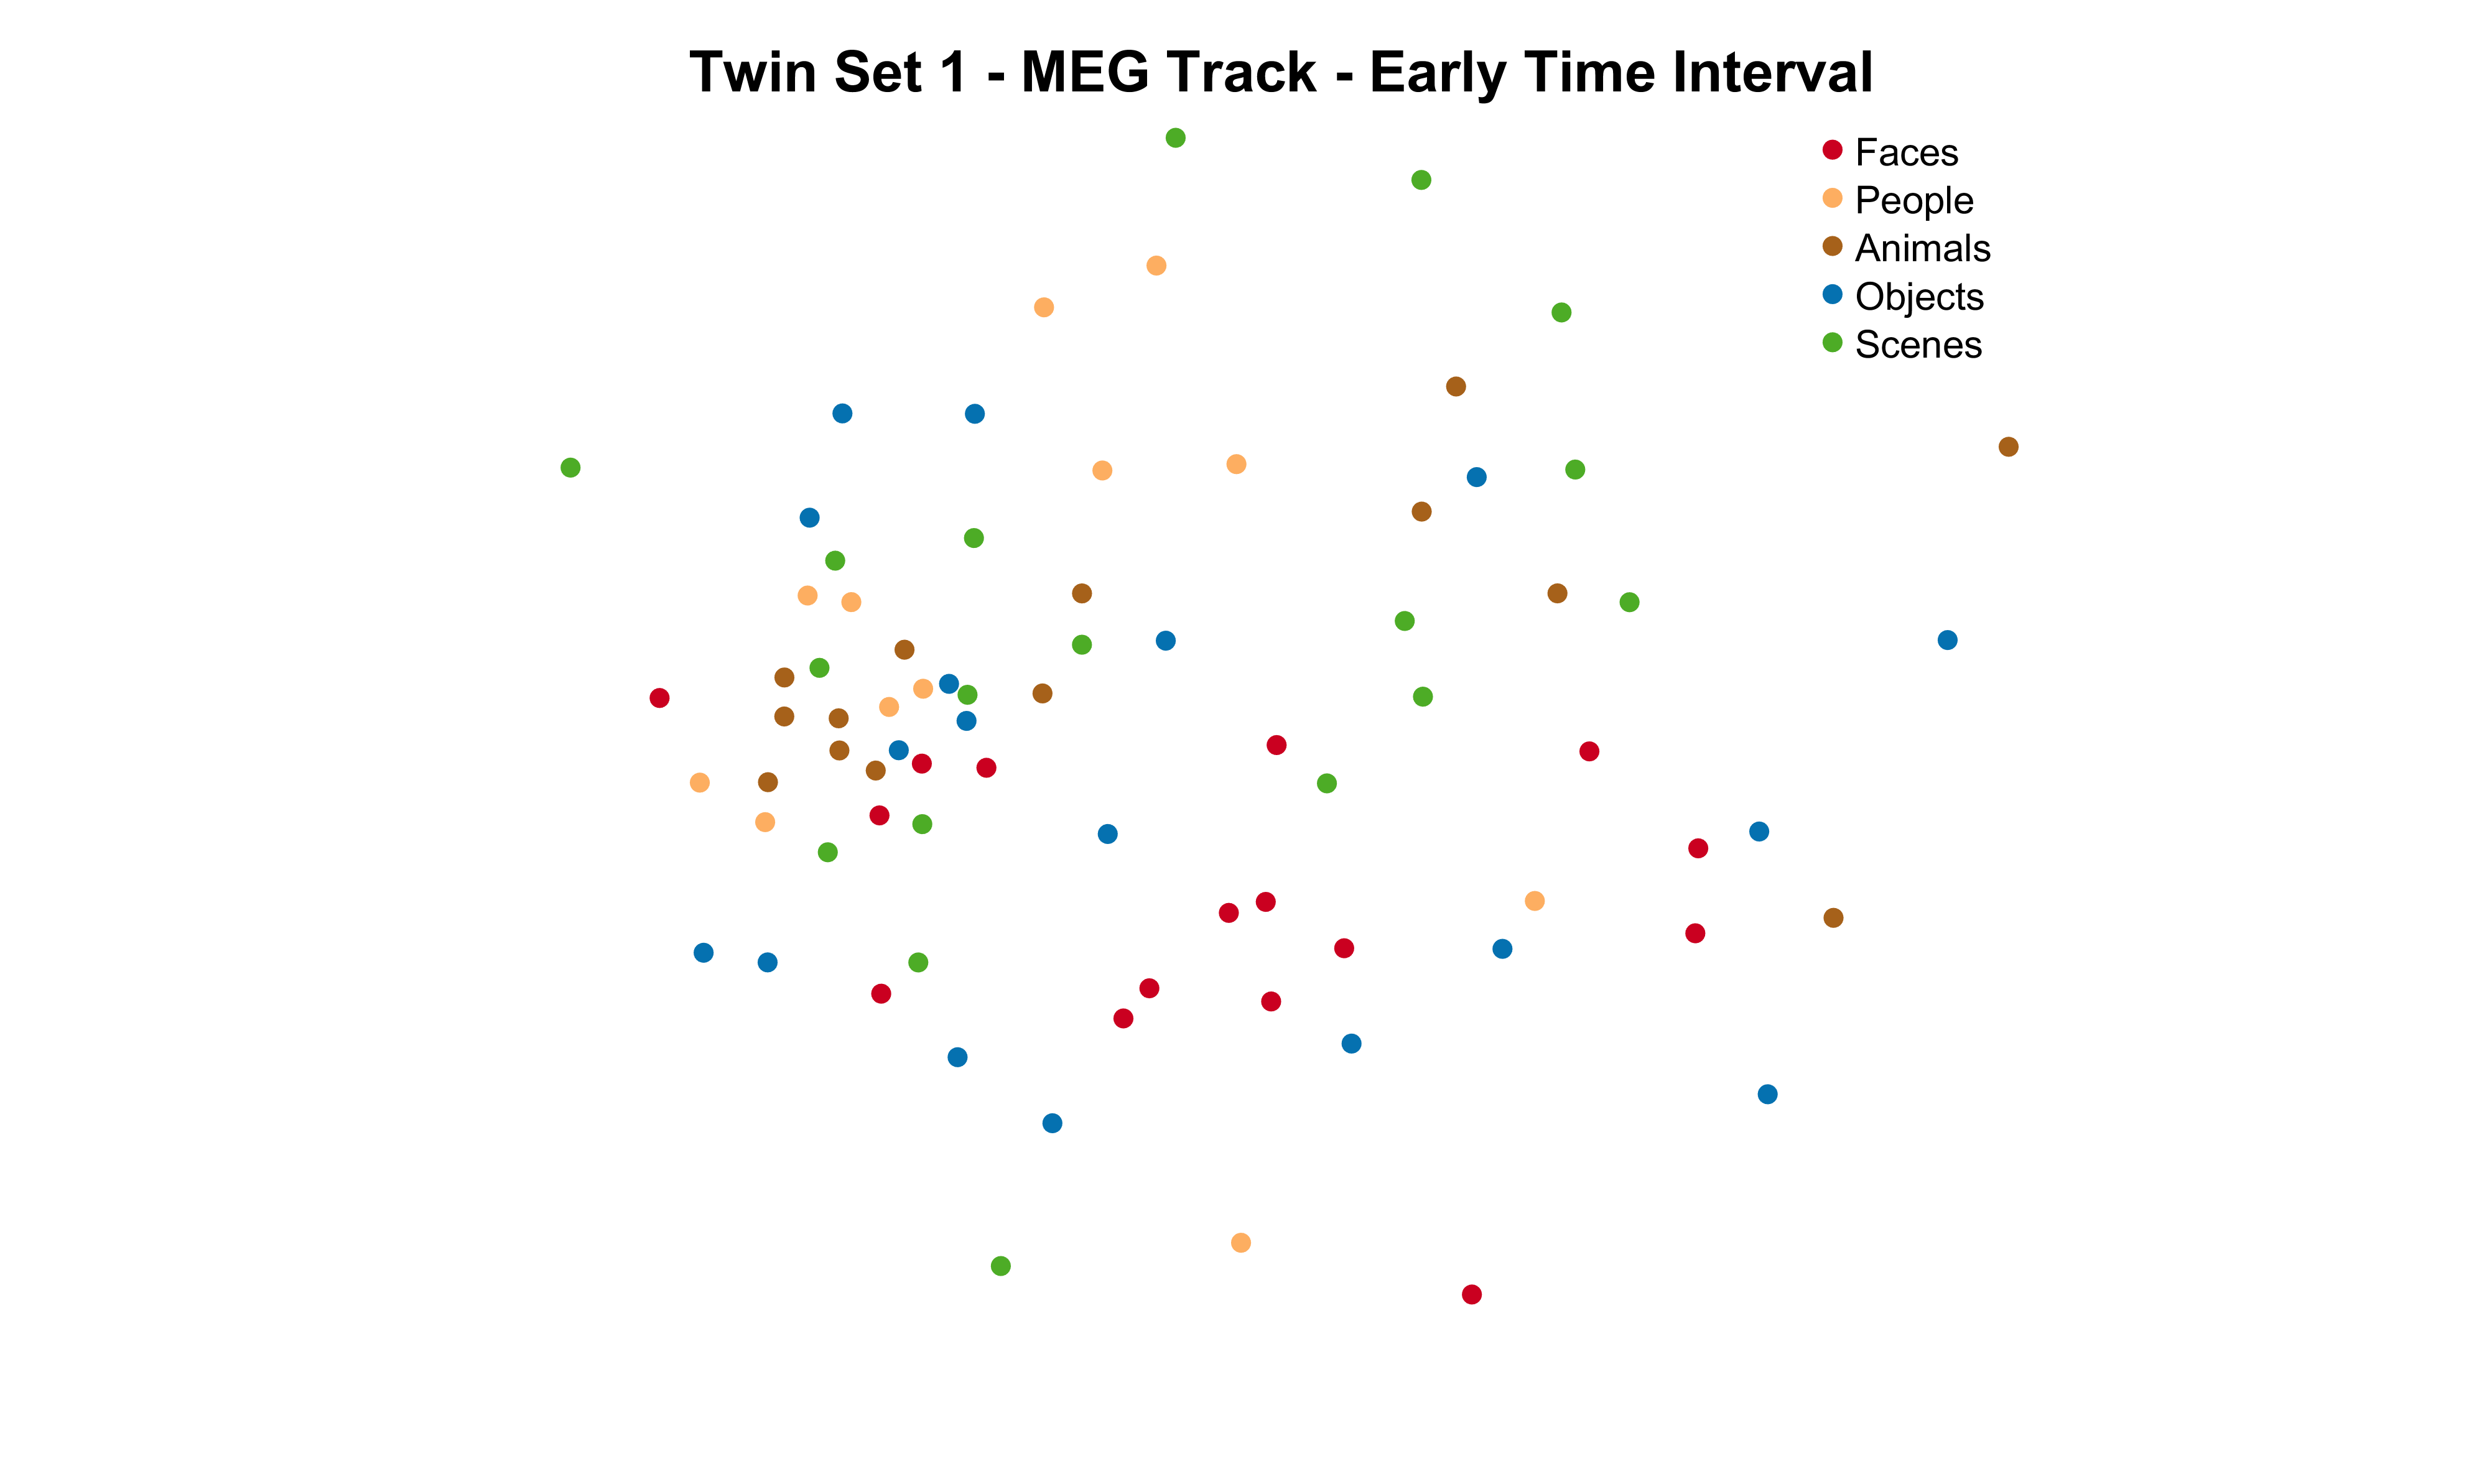 Twin Set 1 - MEG Track - Early Time Interval
Faces
People
Animals
Objects
Scenes